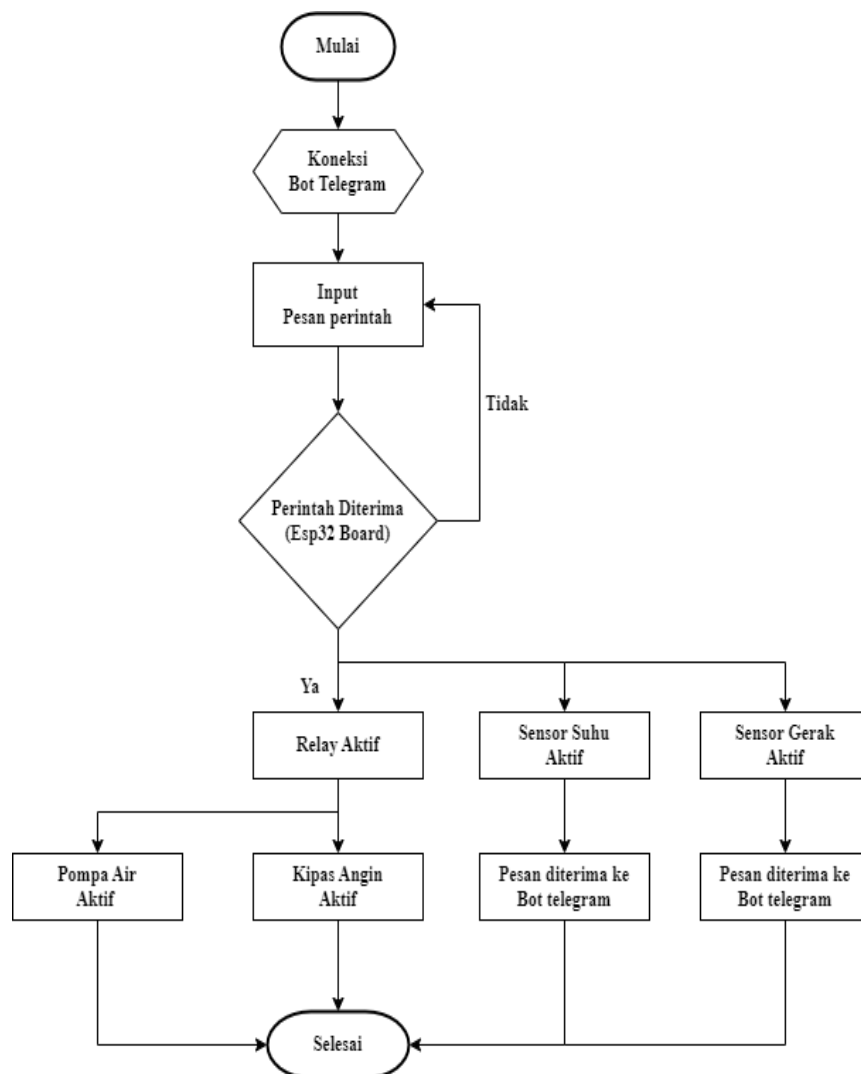 Mulai
Koneksi
Bot Telegram
Input
Pesan perintah
Tidak
Perintah Diterima
(Esp32 Board)
Ya
Relay Aktif
Sensor Suhu
Aktif
Sensor Gerak
Aktif
Pompa Air
Aktif
Kipas Angin
Aktif
Pesan diterima ke
Bot telegram
Pesan diterima ke
Bot telegram
Selesai